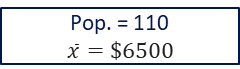 Pop. = 110
x̄ = $6500